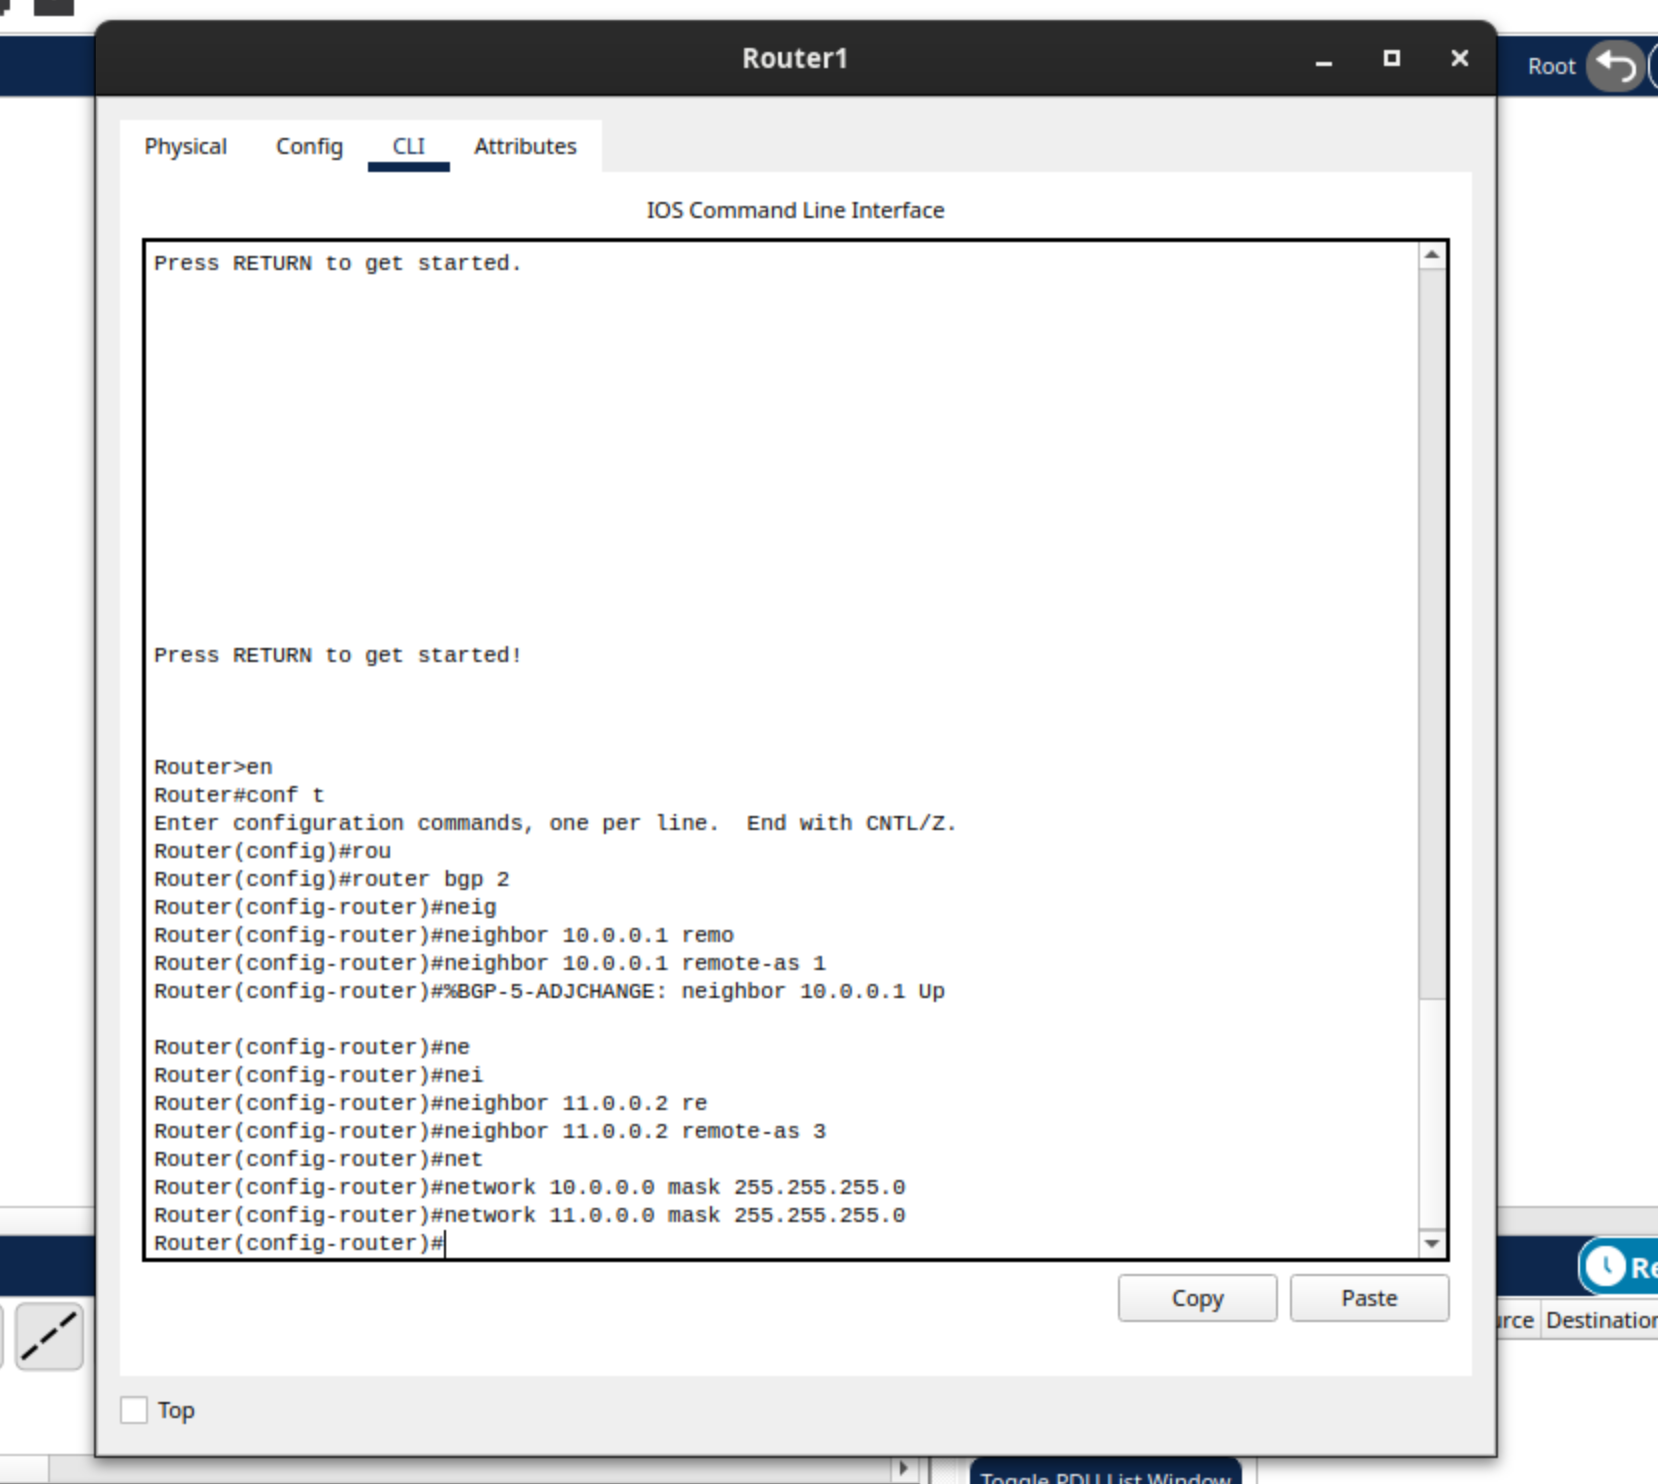 Router1
Root
Physical Config CLI Attributes
IOS Command Line Interface
Press RETURN to get started.
Press RETURN to get started!
Router>en
Router#conf t
Enter configuration commands, one per line.  End with CNTL/Z.
Router(config)#rou
Router(config)#router bgp 2
Router(config-router)#neig
Router(config-router)#neighbor 10.0.0.1 remo
Router(config-router)#neighbor 10.0.0.1 remote-as 1
Router(config-router)#%BGP-5-ADJCHANGE: neighbor 10.0.0.1 Up
Router(config-router)#ne
Router(config-router)#nei
Router(config-router)#neighbor 11.0.0.2 re
Router(config-router)#neighbor 11.0.0.2 remote-as 3
Router(config-router)#net
Router(config-router)#network 10.0.0.0 mask 255.255.255.0
Router(config-router)#network 11.0.0.0 mask 255.255.255.0
Router(config-router)#
Copy Paste
Re
urce Destination
Top
Toggle PDU List Window